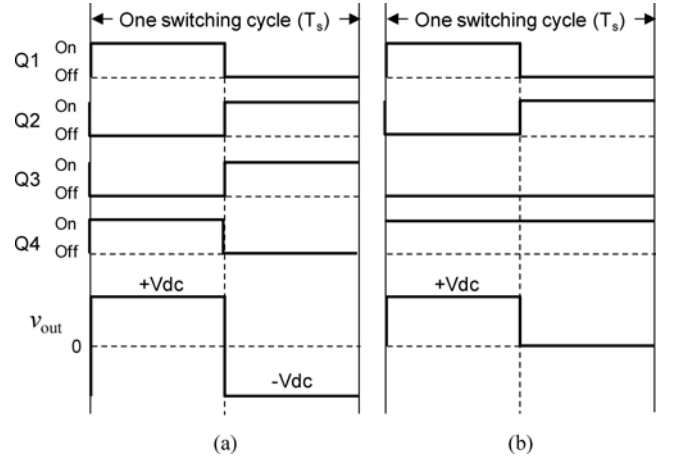 One switching cycle (Ts) One switching cycle (Ts)
Q1 On
Off
Q2 On
Off
Q3 On
Off
Q4 On
Off
+Vdc +Vdc
vout
0
-Vdc
(a) (b)